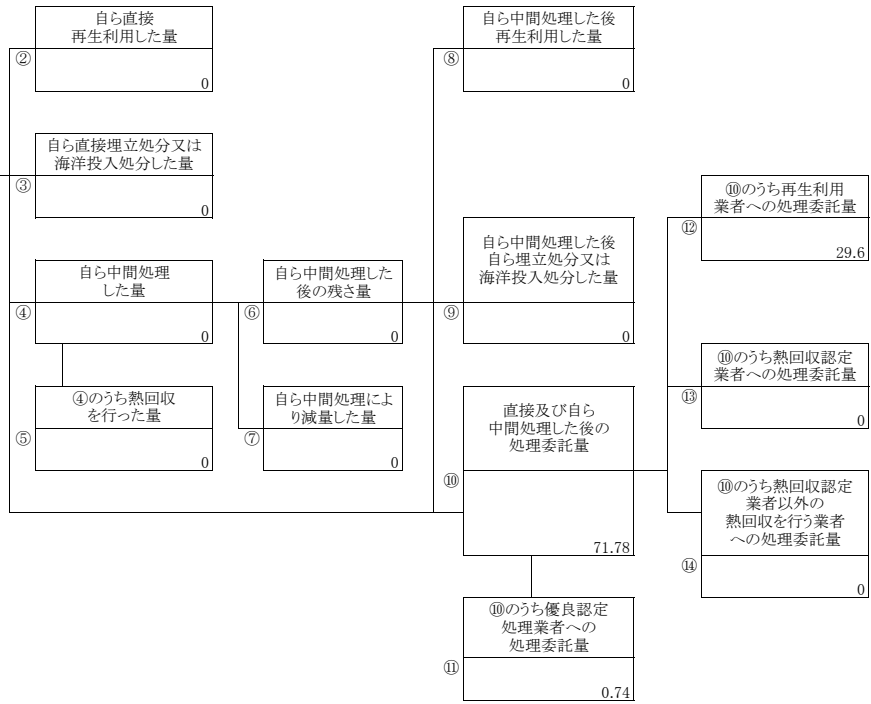 自ら直接
再生利用した量
②
0
自ら直接埋立処分又は
海洋投入処分した量
③
0
自ら中間処理
した量
④
0
④のうち熱回収
を行った量
⑤
0
自ら中間処理した
後の残さ量
⑥
0
自ら中間処理によ
り減量した量
⑦
0
自ら中間処理した後
再生利用した量
⑧
0
自ら中間処理した後
自ら埋立処分又は
海洋投入処分した量
⑨
0
直接及び自ら
中間処理した後の
処理委託量
⑩
71.78
⑩のうち優良認定
処理業者への
処理委託量
⑪
0.74
⑩のうち再生利用
業者への処理委託量
⑫
29.6
⑩のうち熱回収認定
業者への処理委託量
⑬
0
⑩のうち熱回収認定
業者以外の
熱回収を行う業者
への処理委託量
⑭
0